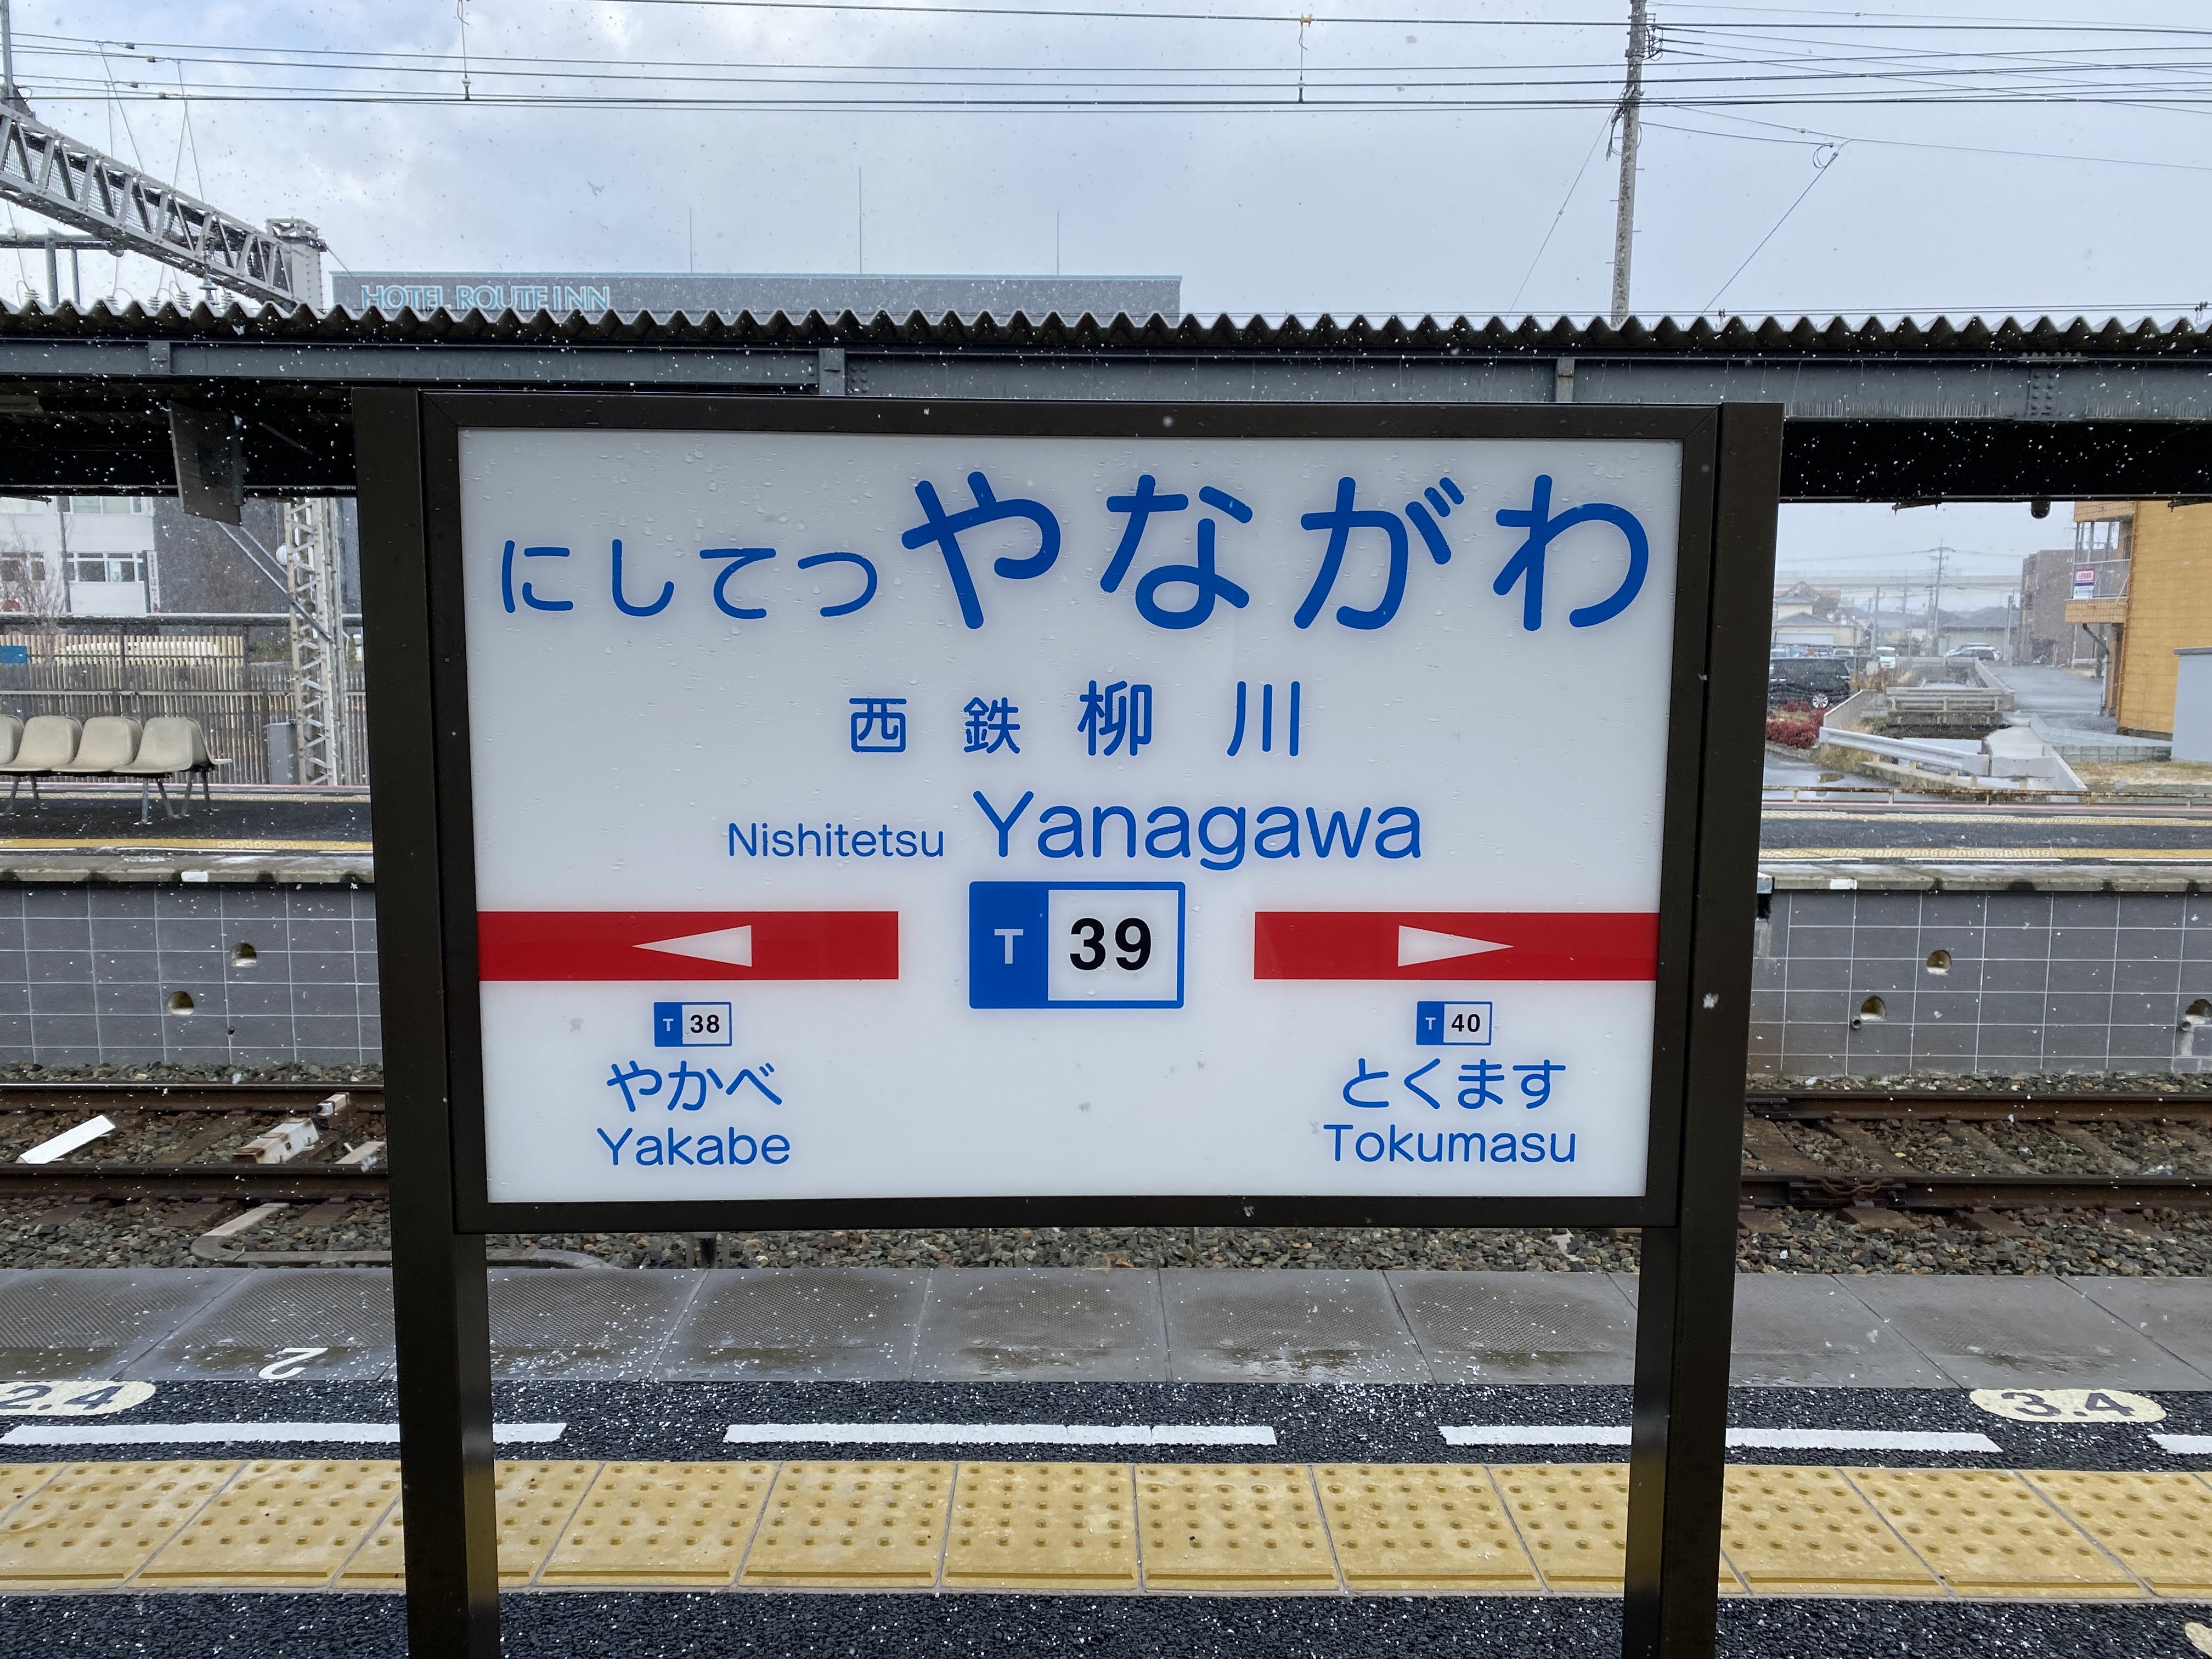 HOTEL ROUTE INN
にしてつ やながわ
西鉄 柳川
Nishitetsu Yanagawa
T 39
T 38
やかべ
Yakabe
T 40
とくます
Tokumasu
2
2.4
3.4